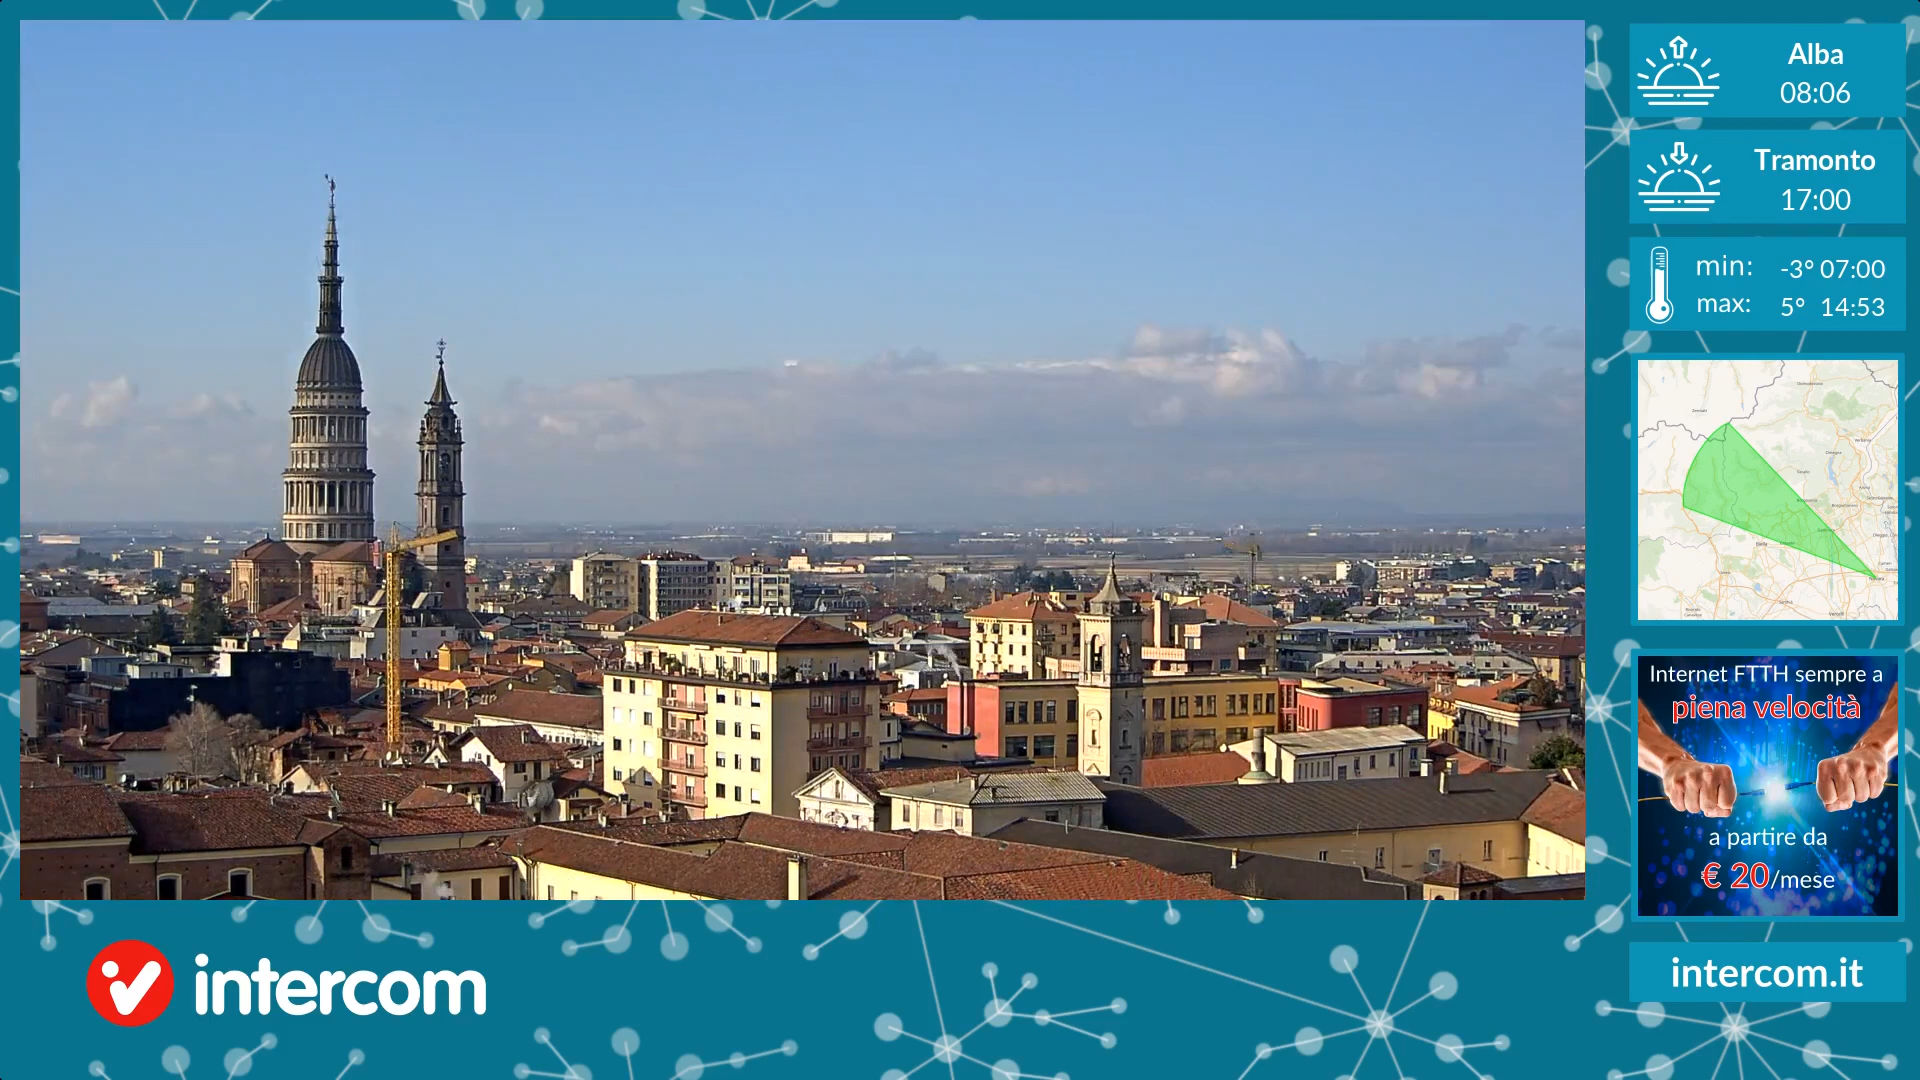 Alba
08:06
Tramonto
17:00
min: -3° 07:00
max: 5° 14:53
Internet FTTH sempre a
piena velocità
a partire da
€ 20/mese
intercom
intercom.it